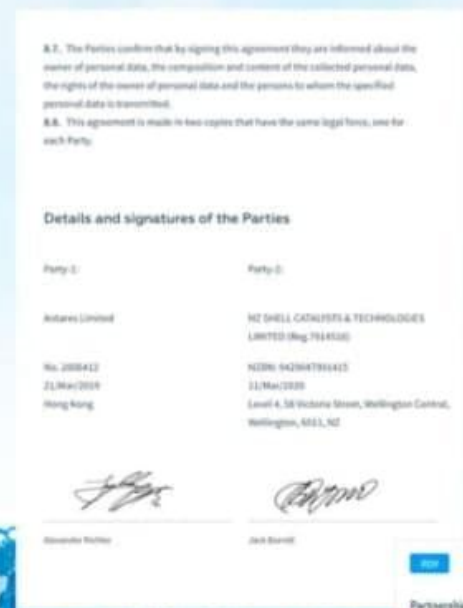 8.7. The Parties confirm that by signing this agreement they are informed about the
owner of personal data, the composition and content of the collected personal data,
the rights of the owner of personal data and the persons to whom the specified
personal data is transmitted.
8.8. This agreement is made in two copies that have the same legal force, one for
each Party.
Details and signatures of the Parties
Party-1:
Party-2:
Antares Limited
NZ SHELL CATALYSTS & TECHNOLOGIES
LIMITED (Reg.
No. 2808412
21/Mar/2019
Hong Kong
NZBN:
11/Mar/2020
Level 4, 58 Victoria Street, Wellington Central,
Wellington, 6011, NZ
Alexander
Jack Barrett
PDF